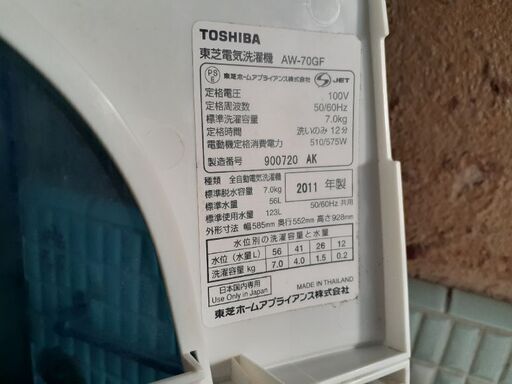 TOSHIBA
東芝電気洗濯機 AW-70GF
PS E 東芝ホームアプライアンス株式会社 JET
定格電圧 100V
定格周波数 50/60Hz
標準洗濯容量 7.0kg
定格時間 洗いのみ 12分
電動機定格消費電力 510/575W
製造番号 900720 AK
種類 全自動電気洗濯機
標準脱水容量 7.0kg
標準水量 56L
標準使用水量 123L
2011 年製
50/60Hz 共用
外形寸法 幅585mm 奥行552mm 高さ928mm
水位別の洗濯容量と水量
水位 (水量L) 56 41 26 12
洗濯容量 kg 7.0 4.0 1.5 0.2
日本国内専用
Use Only in Japan
MADE IN THAILAND
東芝ホームアプライアンス株式会社